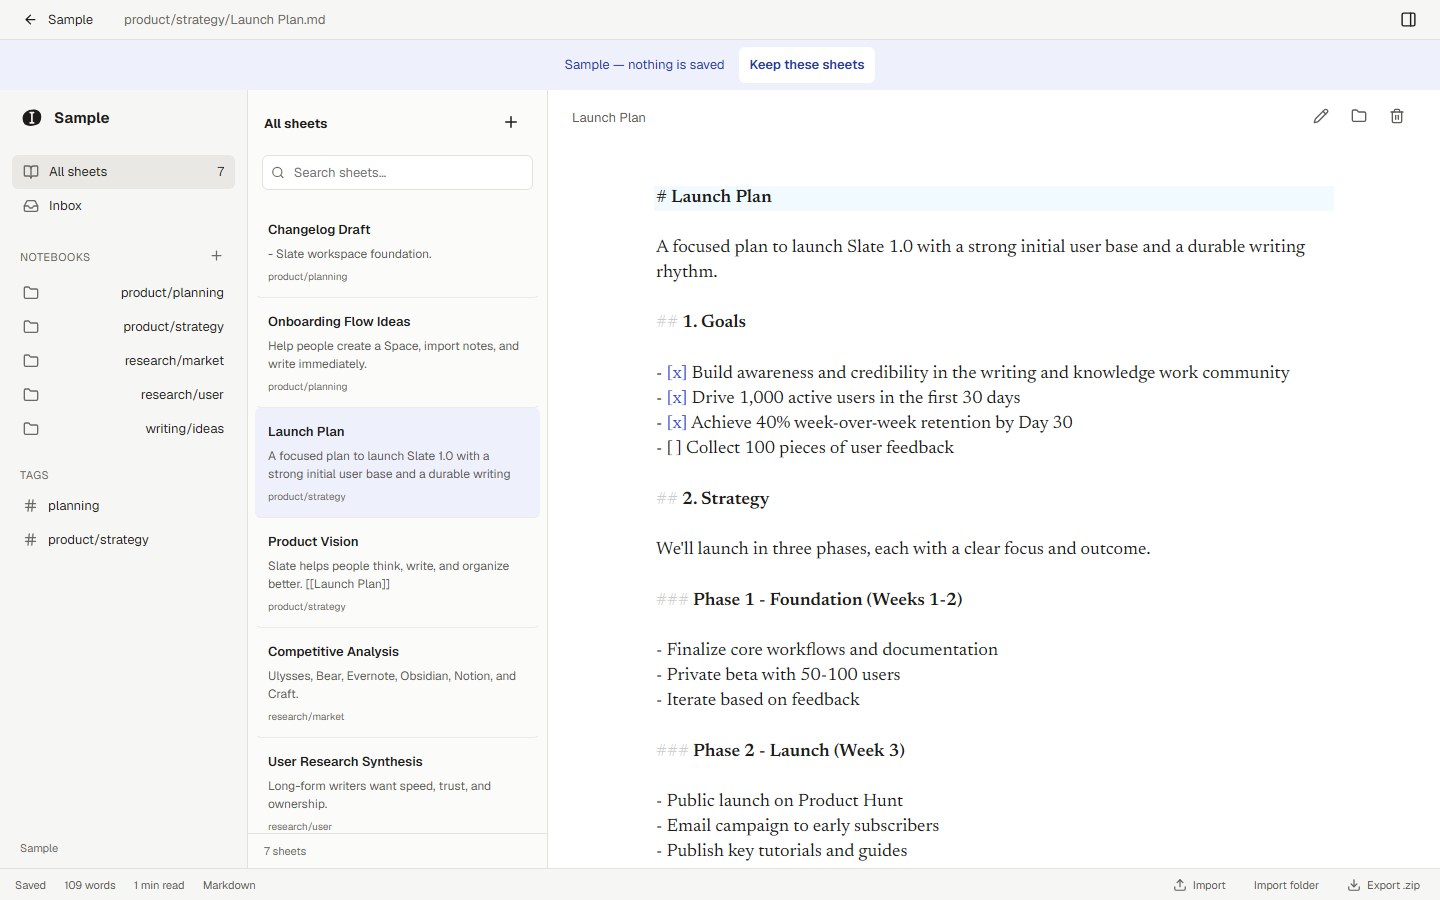 Sample
product/strategy/Launch Plan.md
Sample — nothing is saved
Keep these sheets
Sample
All sheets
7
Inbox
NOTEBOOKS
product/planning
product/strategy
research/market
research/user
writing/ideas
TAGS
# planning
# product/strategy
Sample
All sheets
Search sheets...
Changelog Draft
- Slate workspace foundation.
product/planning
Onboarding Flow Ideas
Help people create a Space, import notes, and
write immediately.
product/planning
Launch Plan
A focused plan to launch Slate 1.0 with a
strong initial user base and a durable writing
product/strategy
Product Vision
Slate helps people think, write, and organize
better. [[Launch Plan]]
product/strategy
Competitive Analysis
Ulysses, Bear, Evernote, Obsidian, Notion, and
Craft.
research/market
User Research Synthesis
Long-form writers want speed, trust, and
ownership.
research/user
7 sheets
Launch Plan
# Launch Plan
A focused plan to launch Slate 1.0 with a strong initial user base and a durable writing
rhythm.
## 1. Goals
- [x] Build awareness and credibility in the writing and knowledge work community
- [x] Drive 1,000 active users in the first 30 days
- [x] Achieve 40% week-over-week retention by Day 30
- [ ] Collect 100 pieces of user feedback
## 2. Strategy
We'll launch in three phases, each with a clear focus and outcome.
### Phase 1 - Foundation (Weeks 1-2)
- Finalize core workflows and documentation
- Private beta with 50-100 users
- Iterate based on feedback
### Phase 2 - Launch (Week 3)
- Public launch on Product Hunt
- Email campaign to early subscribers
- Publish key tutorials and guides
Saved
109 words
1 min read
Markdown
Import
Import folder
Export .zip